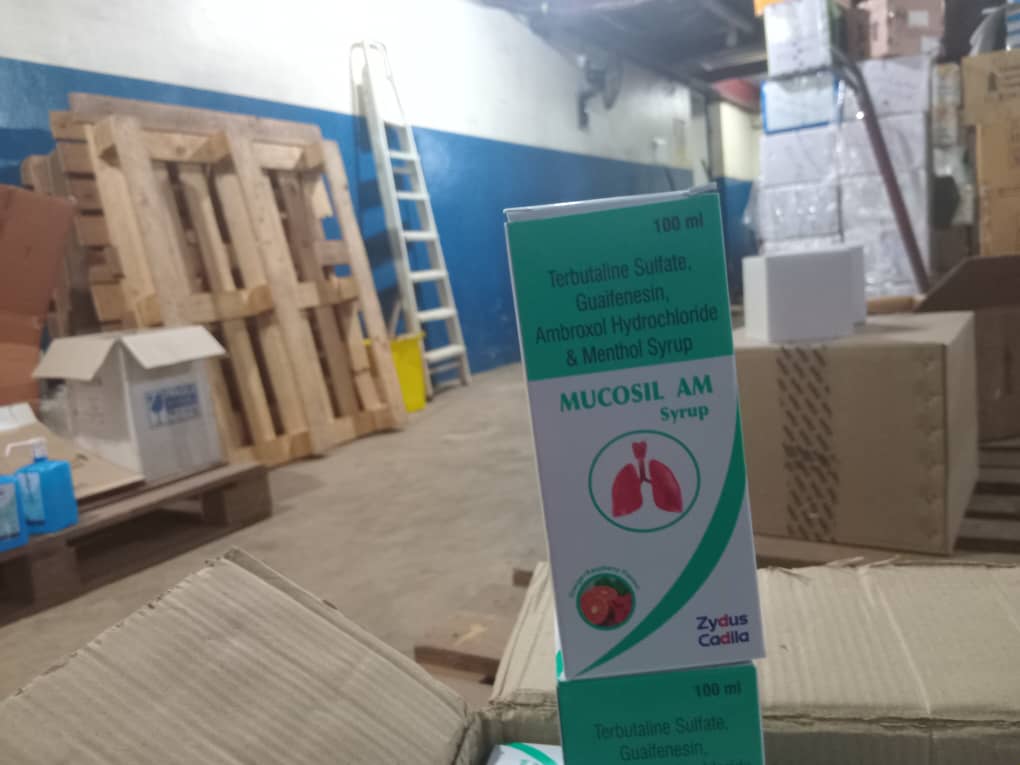 100 ml
Terbutaline Sulfate,
Guaifenesin,
Ambroxol Hydrochloride
& Menthol Syrup
MUCOSIL AM
Syrup
Zydus
Cadila
100 ml
Terbutaline Sulfate,
Guaifenesin,